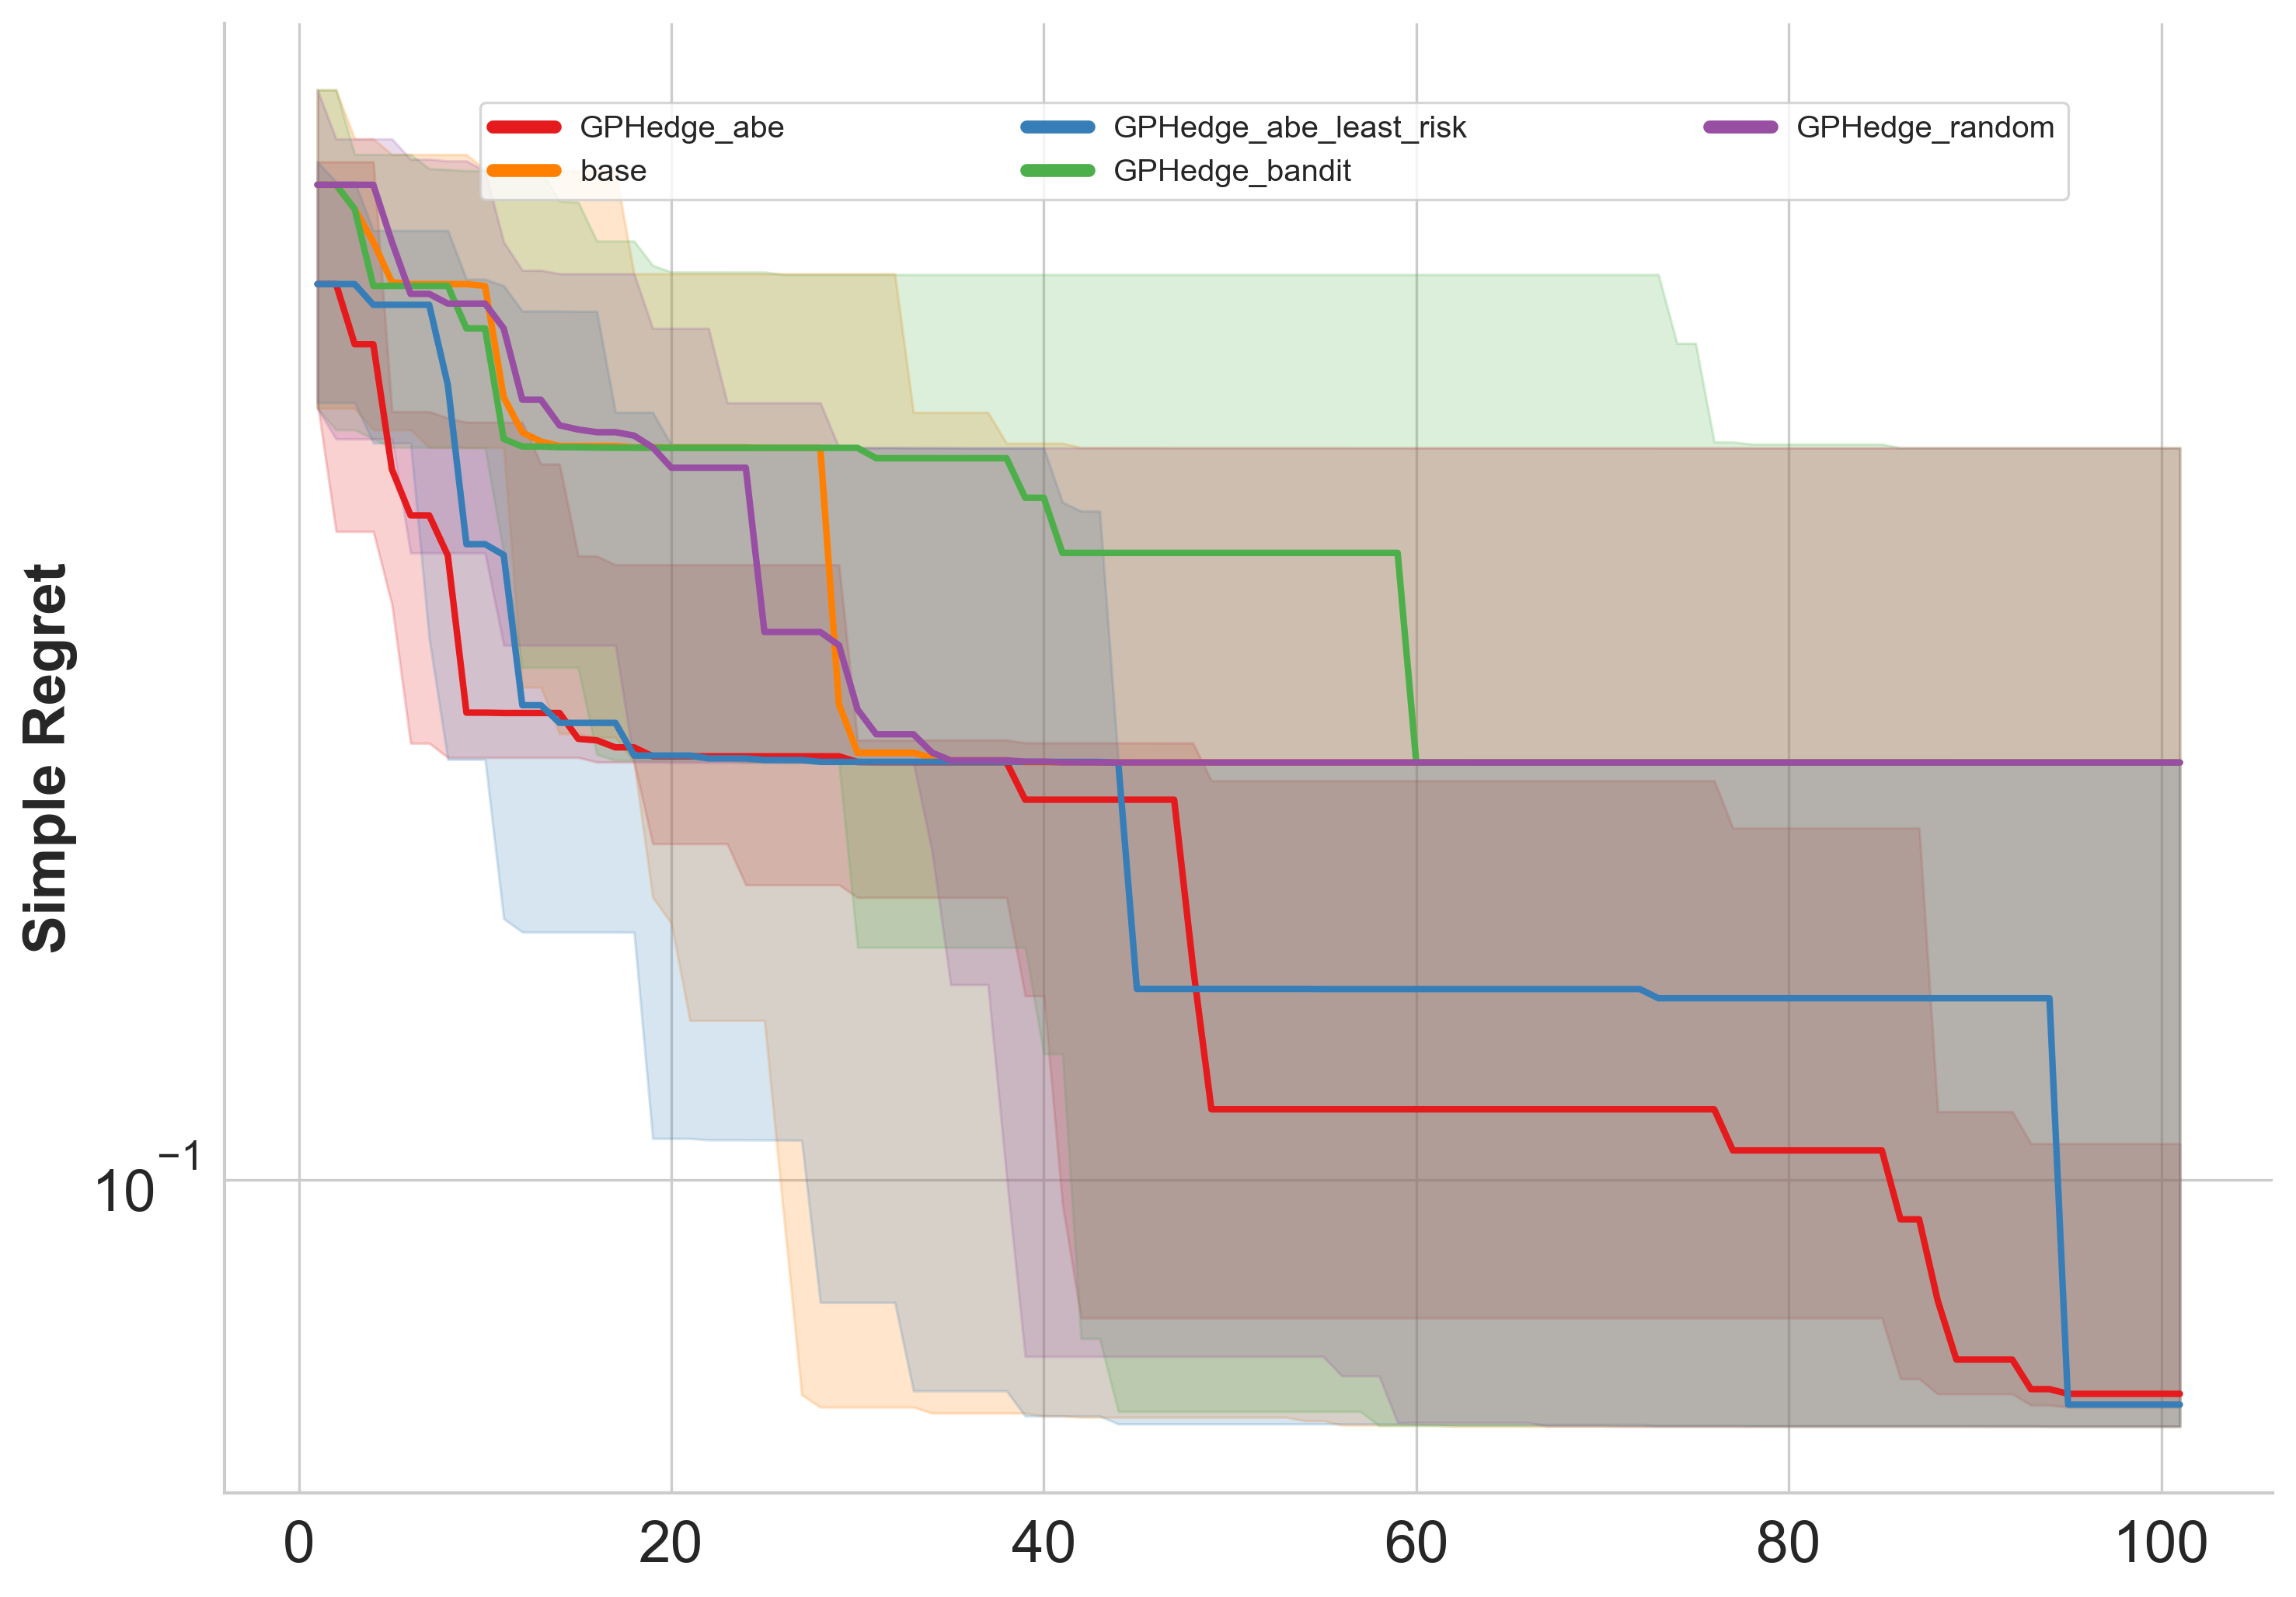 GPHedge_abe
base
GPHedge_abe_least_risk
GPHedge_bandit
GPHedge_random
Simple Regret
10⁻¹
0 20 40 60 80 100